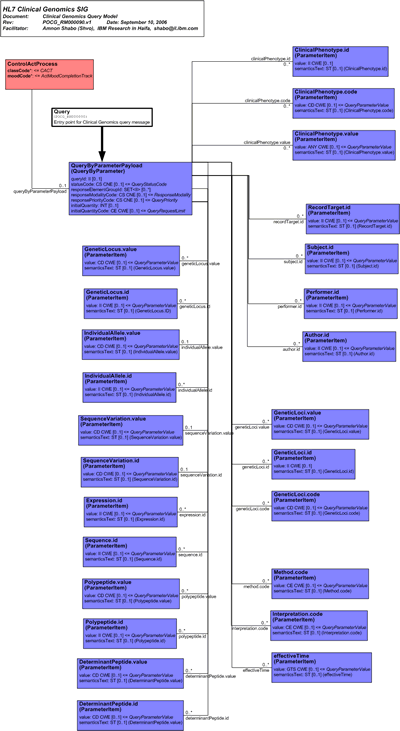 HL7 Clinical Genomics SIG
Document: Clinical Genomics Query Model
Rev: POCG_RM000090.v1 Date: September 10, 2006
Facilitator: Amnon Shabo (Shvo), IBM Research in Haifa, shabo@il.ibm.com
ControlActProcess
classCode*: <= CACT
moodCode*: <= ActMoodCompletionTrack
Query
Entry point for Clinical Genomics query message
0..1
queryByParameterPayload
QueryByParameterPayload
(QueryByParameter)
queryId: II [0..1]
statusCode: CS CNE [0..1] <= QueryStatusCode
responseElementGroupId: SET<II> [0..*]
responseModalityCode: CS CNE [0..1] <= ResponseModality
responsePriorityCode: CS CNE [0..1] <= QueryPriority
initialQuantity: INT [0..1]
initialQuantityCode: CE CWE [0..1] <= QueryRequestLimit
clinicalPhenotype.id
0..*
ClinicalPhenotype.id
(ParameterItem)
value: II CWE [0..1]
semanticsText: ST [0..1] (ClinicalPhenotype.id)
clinicalPhenotype.code
0..*
ClinicalPhenotype.code
(ParameterItem)
value: CD CWE [0..1] <= QueryParameterValue
semanticsText: ST [0..1] (ClinicalPhenotype.code)
clinicalPhenotype.value
0..*
ClinicalPhenotype.value
(ParameterItem)
value: ANY CWE [0..1] <= QueryParameterValue
semanticsText: ST [0..1] (ClinicalPhenotype.value)
0..*
recordTarget.id
RecordTarget.id
(ParameterItem)
value: II CWE [0..1] <= QueryParameterValue
semanticsText: ST [0..1] (RecordTarget.id)
0..*
subject.id
Subject.id
(ParameterItem)
value: II CWE [0..1] <= QueryParameterValue
semanticsText: ST [0..1] (Subject.id)
0..*
performer.id
Performer.id
(ParameterItem)
value: II CWE [0..1] <= QueryParameterValue
semanticsText: ST [0..1] (Performer.id)
0..*
author.id
Author.id
(ParameterItem)
value: II CWE [0..1] <= QueryParameterValue
semanticsText: ST [0..1] (Author.id)
GeneticLocus.value
(ParameterItem)
value: CD CWE [0..1] <= QueryParameterValue
semanticsText: ST [0..1] (GeneticLocus.value)
0..*
geneticLocus.value
GeneticLocus.id
(ParameterItem)
value: II CWE [0..1] <= QueryParameterValue
semanticsText: ST [0..1] (GeneticLocus.ID)
0..*
geneticLocus.id
IndividualAllele.value
(ParameterItem)
value: CD CWE [0..1] <= QueryParameterValue
semanticsText: ST [0..1] (IndividualAllele.value)
0..1
individualAllele.value
IndividualAllele.id
(ParameterItem)
value: II CWE [0..1] <= QueryParameterValue
semanticsText: ST [0..1] (IndividualAllele.id)
0..*
individualAllele.id
SequenceVariation.value
(ParameterItem)
value: CD CWE [0..1] <= QueryParameterValue
semanticsText: ST [0..1] (SequenceVariation.value)
0..1
sequenceVariation.value
SequenceVariation.id
(ParameterItem)
value: CD CWE [0..1] <= QueryParameterValue
semanticsText: ST [0..1] (SequenceVariation.id)
0..1
sequenceVariation.id
Expression.id
(ParameterItem)
value: II CWE [0..1] <= QueryParameterValue
semanticsText: ST [0..1] (Expression.id)
0..*
expression.id
Sequence.id
(ParameterItem)
value: II CWE [0..1] <= QueryParameterValue
semanticsText: ST [0..1] (Sequence.id)
0..*
sequence.id
Polypeptide.value
(ParameterItem)
value: CD CWE [0..1] <= QueryParameterValue
semanticsText: ST [0..1] (Polypeptide.value)
0..*
polypeptide.value
Polypeptide.id
(ParameterItem)
value: II CWE [0..1] <= QueryParameterValue
semanticsText: ST [0..1] (Polypeptide.id)
0..*
polypeptide.id
DeterminantPeptide.value
(ParameterItem)
value: CD CWE [0..1] <= QueryParameterValue
semanticsText: ST [0..1] (DeterminantPeptide.value)
0..*
determinantPeptide.value
DeterminantPeptide.id
(ParameterItem)
value: CD CWE [0..1] <= QueryParameterValue
semanticsText: ST [0..1] (DeterminantPeptide.id)
0..*
determinantPeptide.id
0..*
geneticLoci.value
GeneticLoci.value
(ParameterItem)
value: CD CWE [0..1] <= QueryParameterValue
semanticsText: ST [0..1] (GeneticLoci.value)
0..*
geneticLoci.id
GeneticLoci.id
(ParameterItem)
value: II CWE [0..1]
semanticsText: ST [0..1] (GeneticLoci.id)
0..*
geneticLoci.code
GeneticLoci.code
(ParameterItem)
value: CD CWE [0..1] <= QueryParameterValue
semanticsText: ST [0..1] (GeneticLoci.code)
0..*
method.code
Method.code
(ParameterItem)
value: CE CWE [0..1] <= QueryParameterValue
semanticsText: ST [0..1] (Method.code)
0..*
interpretation.code
Interpretation.code
(ParameterItem)
value: CE CWE [0..1] <= QueryParameterValue
semanticsText: ST [0..1] (Interpretation.code)
0..*
effectiveTime
effectiveTime
(ParameterItem)
value: GTS CWE [0..1] <= QueryParameterValue
semanticsText: ST [0..1] (effectiveTime)